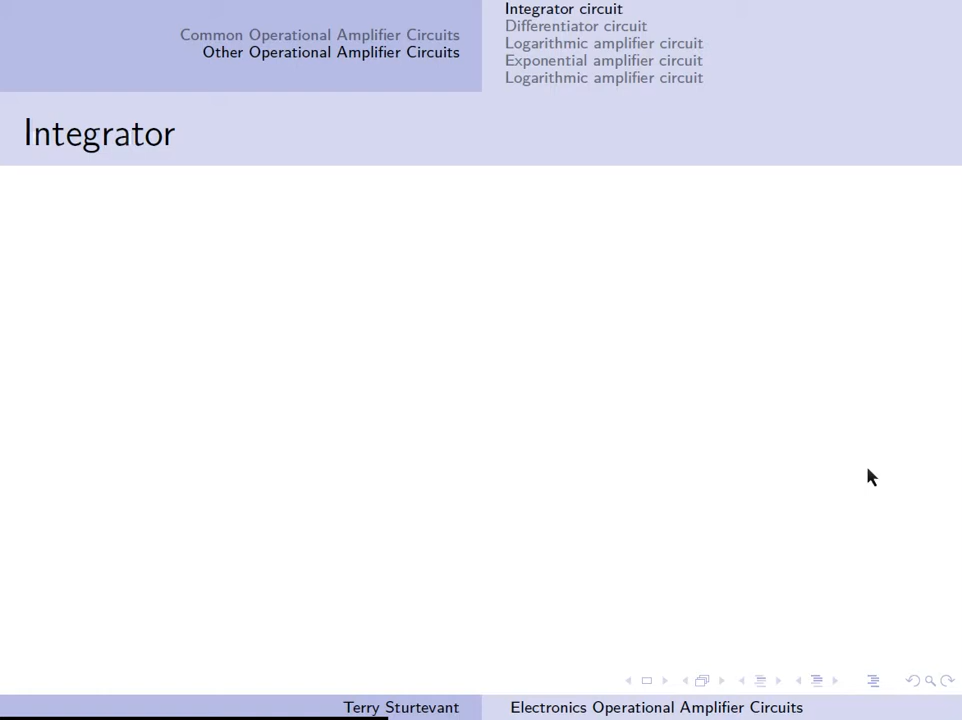 Common Operational Amplifier Circuits
Other Operational Amplifier Circuits
Integrator circuit
Differentiator circuit
Logarithmic amplifier circuit
Exponential amplifier circuit
Logarithmic amplifier circuit
Integrator
Terry Sturtevant
Electronics Operational Amplifier Circuits